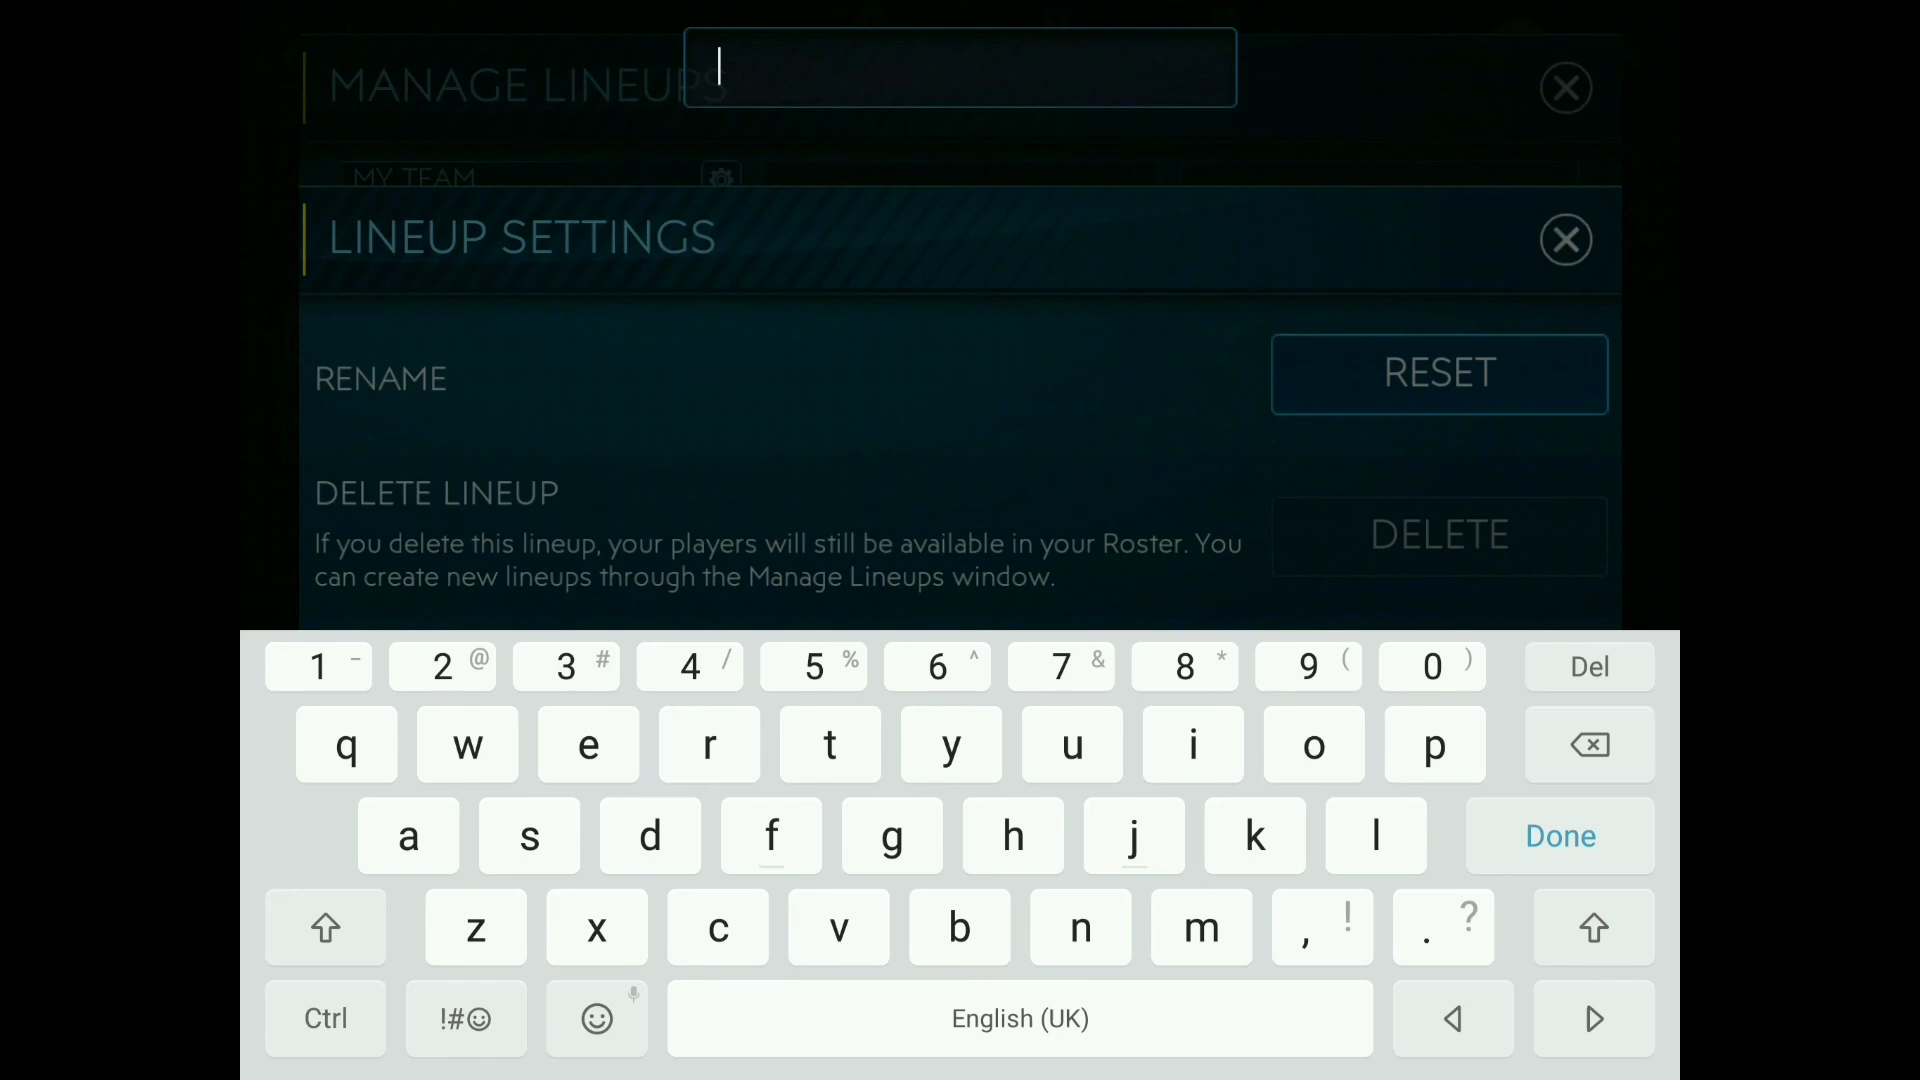 MANAGE LINEUPS
MY TEAM
LINEUP SETTINGS
RENAME
RESET
DELETE LINEUP
If you delete this lineup, your players will still be available in your Roster. You
can create new lineups through the Manage Lineups window.
DELETE
1 - 2 @ 3 # 4 / 5 % 6 ^ 7 & 8 * 9 ( 0 ) Del
q w e r t y u i o p
a s d f g h j k l Done
z x c v b n m , ! . ?
Ctrl !#☺ English (UK)